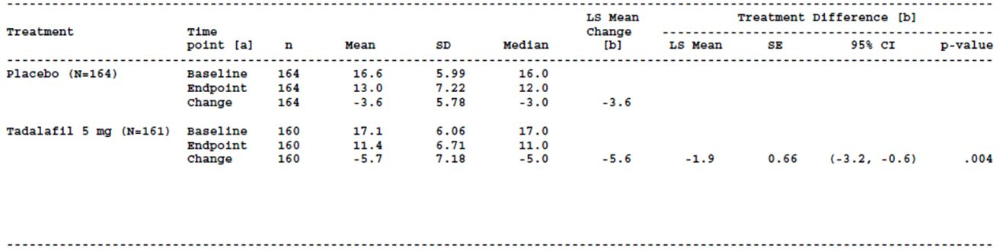 LS Mean Treatment Difference [b]
Treatment Time Change
point [a] n Mean SD Median [b] LS Mean SE 95% CI p-value
Placebo (N=164) Baseline 164 16.6 5.99 16.0
Endpoint 164 13.0 7.22 12.0
Change 164 -3.6 5.78 -3.0 -3.6
Tadalafil 5 mg (N=161) Baseline 160 17.1 6.06 17.0
Endpoint 160 11.4 6.71 11.0
Change 160 -5.7 7.18 -5.0 -5.6 -1.9 0.66 (-3.2, -0.6) .004